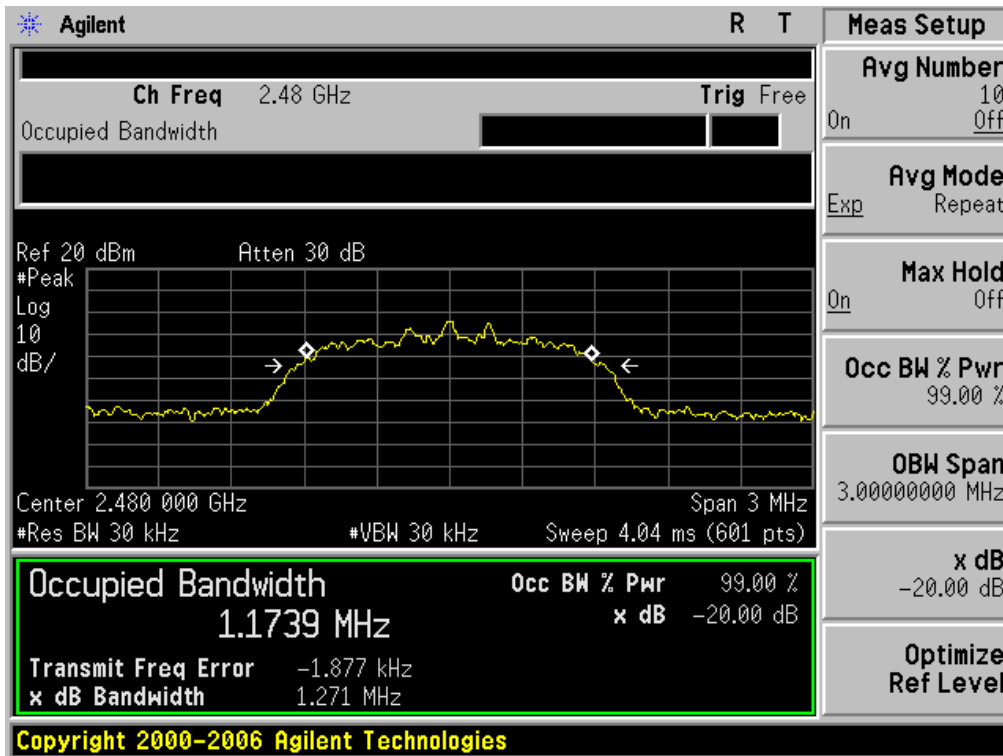 Agilent R T
Ch Freq 2.48 GHz Trig Free
Occupied Bandwidth
Ref 20 dBm Atten 30 dB
#Peak
Log
10
dB/
Center 2.480 000 GHz Span 3 MHz
#Res BW 30 kHz #VBW 30 kHz Sweep 4.04 ms (601 pts)
Occupied Bandwidth
1.1739 MHz
Occ BW % Pwr 99.00 %
x dB -20.00 dB
Transmit Freq Error -1.877 kHz
x dB Bandwidth 1.271 MHz
Copyright 2000-2006 Agilent Technologies
Meas Setup
Avg Number
10
On Off
Avg Mode
Exp Repeat
Max Hold
On Off
Occ BW % Pwr
99.00 %
OBW Span
3.00000000 MHz
x dB
-20.00 dB
Optimize
Ref Level